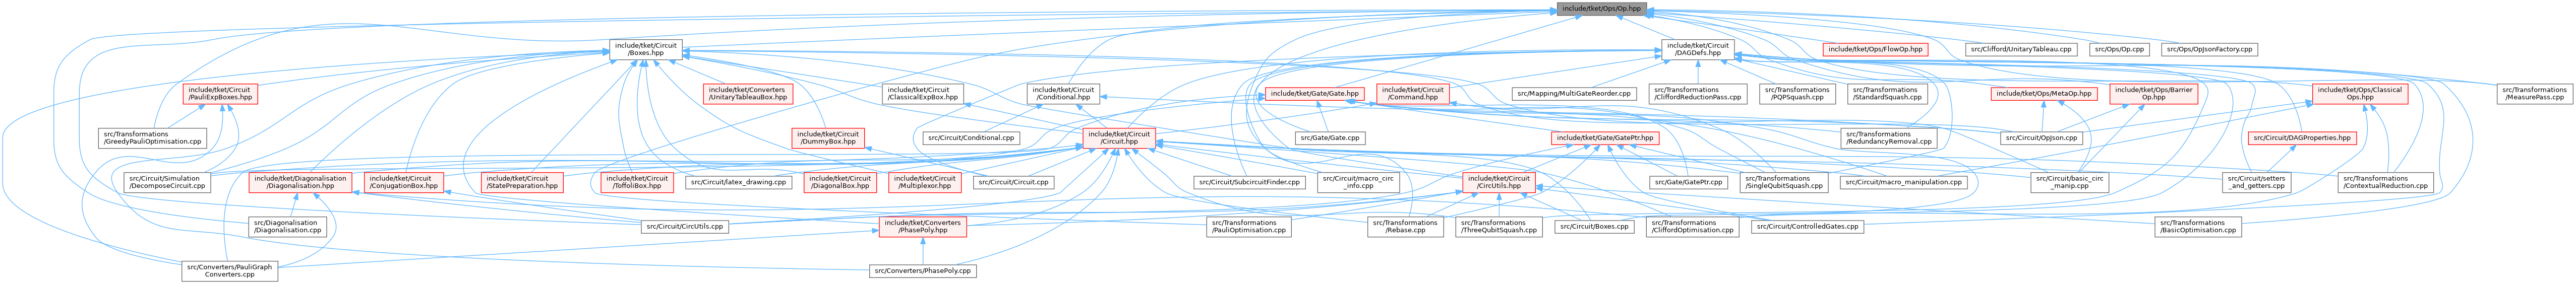 include/tket/Ops/Op.hpp
include/tket/Circuit
/Boxes.hpp
include/tket/Circuit
/DAGDefs.hpp
include/tket/Ops/FlowOp.hpp
src/Clifford/UnitaryTableau.cpp
src/Ops/Op.cpp
src/Ops/OpJsonFactory.cpp
include/tket/Circuit
/PauliExpBoxes.hpp
include/tket/Converters
/UnitaryTableauBox.hpp
include/tket/Circuit
/ClassicalExpBox.hpp
include/tket/Circuit
/Conditional.hpp
include/tket/Gate/Gate.hpp
include/tket/Circuit
/Command.hpp
src/Mapping/MultiGateReorder.cpp
src/Transformations
/CliffordReductionPass.cpp
src/Transformations
/PQPSquash.cpp
src/Transformations
/StandardSquash.cpp
include/tket/Ops/MetaOp.hpp
include/tket/Ops/Barrier
Op.hpp
include/tket/Ops/Classical
Ops.hpp
src/Transformations
/MeasurePass.cpp
src/Transformations
/GreedyPauliOptimisation.cpp
include/tket/Circuit
/DummyBox.hpp
src/Circuit/Conditional.cpp
include/tket/Circuit
/Circuit.hpp
src/Gate/Gate.cpp
include/tket/Gate/GatePtr.hpp
src/Transformations
/RedundancyRemoval.cpp
src/Circuit/OpJson.cpp
src/Circuit/DAGProperties.hpp
src/Circuit/Simulation
/DecomposeCircuit.cpp
include/tket/Diagonalisation
/Diagonalisation.hpp
include/tket/Circuit
/ConjugationBox.hpp
include/tket/Circuit
/StatePreparation.hpp
include/tket/Circuit
/ToffoliBox.hpp
src/Circuit/latex_drawing.cpp
include/tket/Circuit
/DiagonalBox.hpp
include/tket/Circuit
/Multiplexor.hpp
src/Circuit/Circuit.cpp
src/Circuit/SubcircuitFinder.cpp
src/Circuit/macro_circ
_info.cpp
include/tket/Circuit
/CircUtils.hpp
src/Gate/GatePtr.cpp
src/Transformations
/SingleQubitSquash.cpp
src/Circuit/macro_manipulation.cpp
src/Circuit/basic_circ
_manip.cpp
src/Circuit/setters
_and_getters.cpp
src/Transformations
/ContextualReduction.cpp
src/Diagonalisation
/Diagonalisation.cpp
src/Circuit/CircUtils.cpp
include/tket/Converters
/PhasePoly.hpp
src/Transformations
/PauliOptimisation.cpp
src/Transformations
/Rebase.cpp
src/Transformations
/ThreeQubitSquash.cpp
src/Circuit/Boxes.cpp
src/Transformations
/CliffordOptimisation.cpp
src/Circuit/ControlledGates.cpp
src/Transformations
/BasicOptimisation.cpp
src/Converters/PauliGraph
Converters.cpp
src/Converters/PhasePoly.cpp